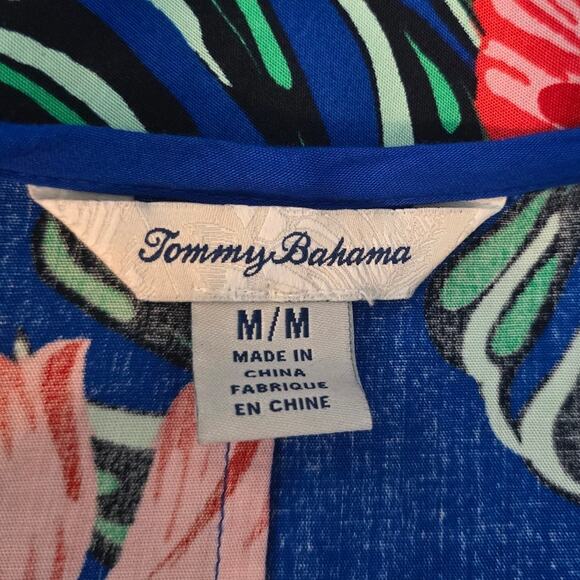 Tommy Bahama
M/M
MADE IN
CHINA
FABRIQUE
EN CHINE